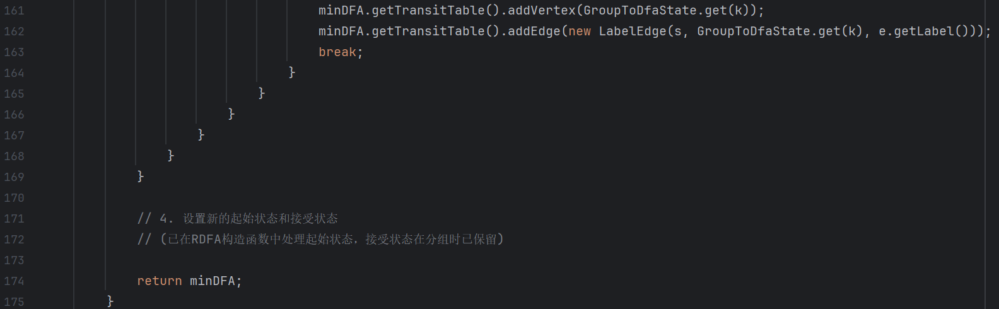 161 minDFA.getTransitTable().addVertex(GroupToDfaState.get(k));
162 minDFA.getTransitTable().addEdge(new LabelEdge(s, GroupToDfaState.get(k), e.getLabel()));
163 break;
164 }
165 }
166 }
167 }
168 }
169 }
170
171 // 4. 设置新的起始状态和接受状态
172 // (已在RDFA构造函数中处理起始状态，接受状态在分组时已保留)
173
174 return minDFA;
175 }